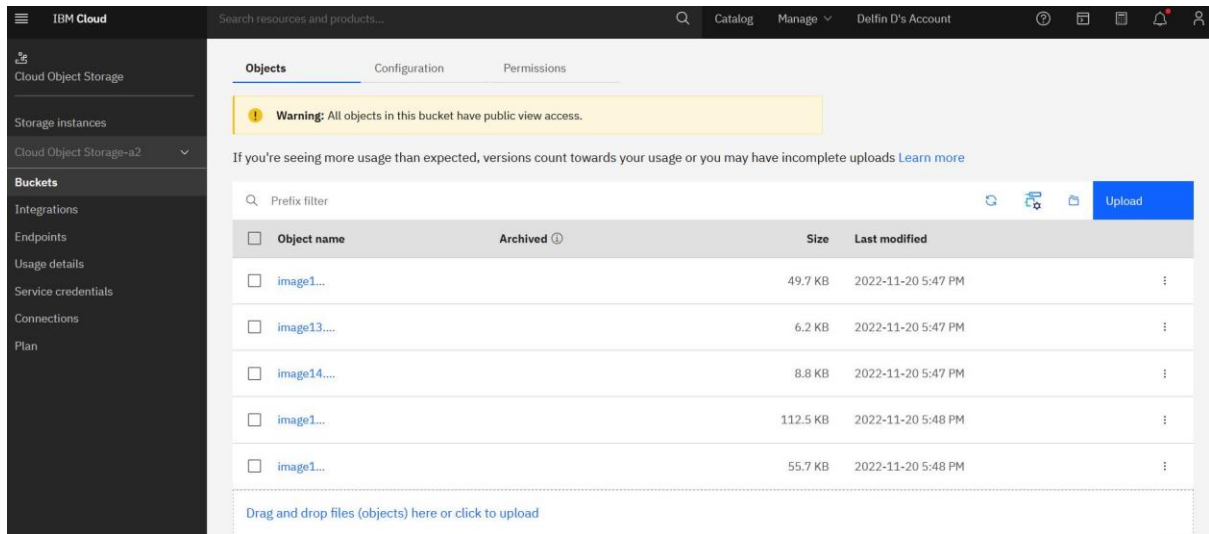 IBM Cloud
Search resources and products...
Catalog
Manage
Delfin D's Account
Cloud Object Storage
Storage instances
Cloud Object Storage-a2
Buckets
Integrations
Endpoints
Usage details
Service credentials
Connections
Plan
Objects
Configuration
Permissions
Warning: All objects in this bucket have public view access.
If you're seeing more usage than expected, versions count towards your usage or you may have incomplete uploads Learn more
Prefix filter
Upload
Object name Archived Size Last modified
image1... 49.7 KB 2022-11-20 5:47 PM
image13.... 6.2 KB 2022-11-20 5:47 PM
image14.... 8.8 KB 2022-11-20 5:47 PM
image1... 112.5 KB 2022-11-20 5:48 PM
image1... 55.7 KB 2022-11-20 5:48 PM
Drag and drop files (objects) here or click to upload